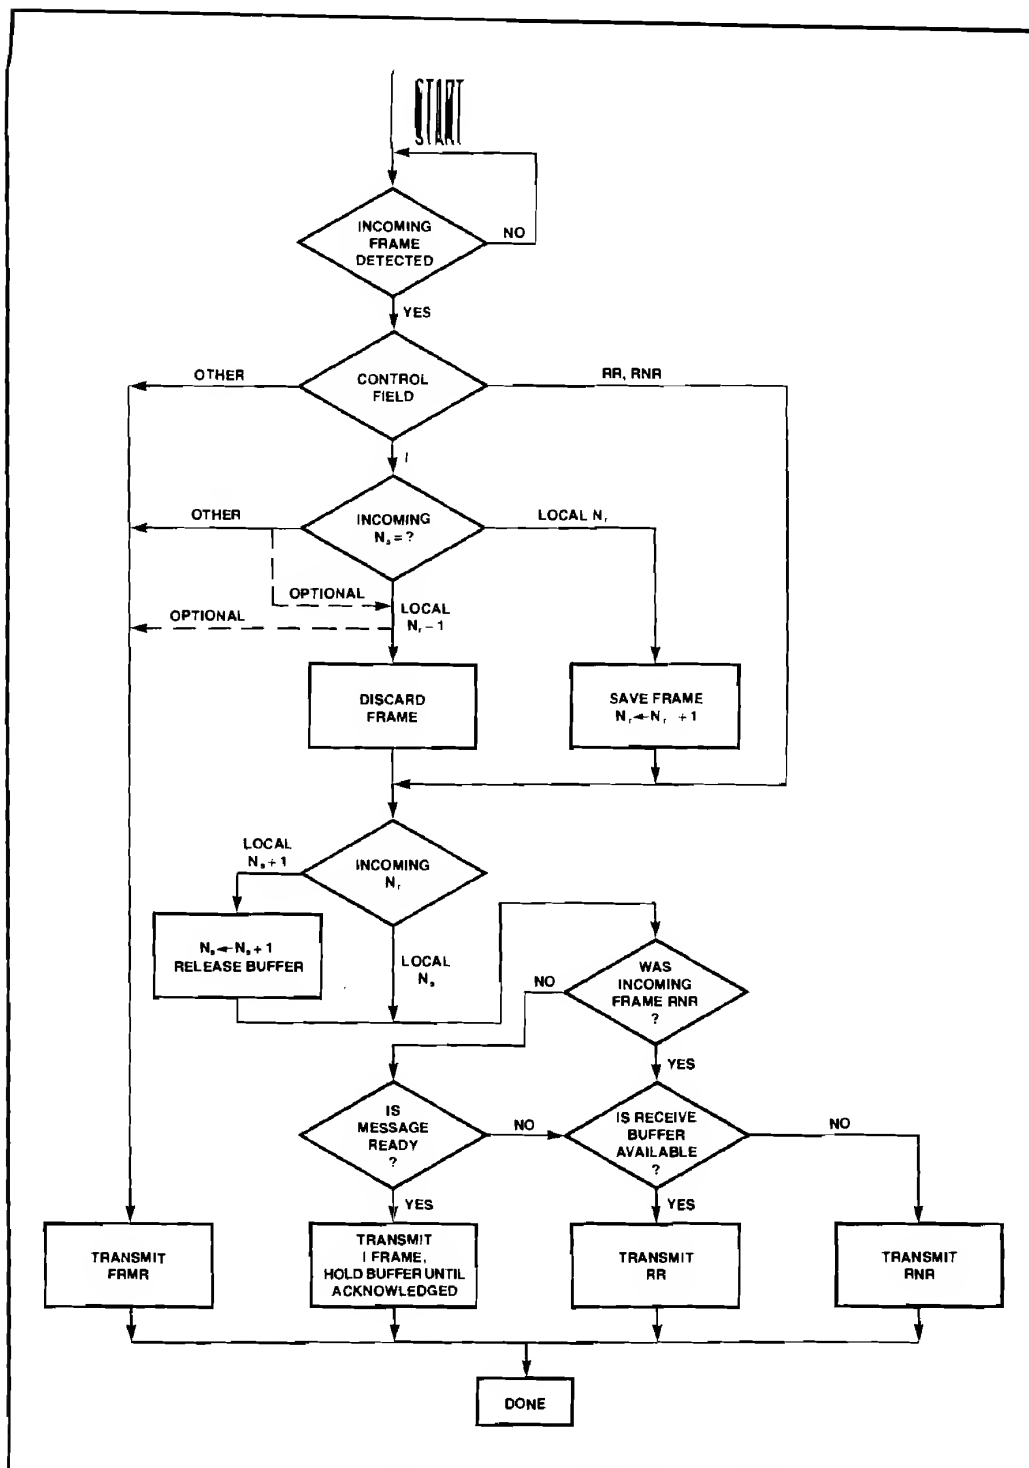 START
INCOMING
FRAME
DETECTED
NO
YES
CONTROL
FIELD
OTHER
RR, RNR
I
INCOMING
Nₛ = ?
OTHER
LOCAL Nᵣ
OPTIONAL
OPTIONAL
LOCAL
Nᵣ – 1
DISCARD
FRAME
SAVE FRAME
Nᵣ ← Nᵣ + 1
LOCAL
Nₛ + 1
INCOMING
Nᵣ
Nₛ ← Nₛ + 1
RELEASE BUFFER
LOCAL
Nₛ
NO
WAS
INCOMING
FRAME RNR
?
YES
IS
MESSAGE
READY
?
NO
IS RECEIVE
BUFFER
AVAILABLE
?
NO
YES
YES
TRANSMIT
FRMR
TRANSMIT
I FRAME,
HOLD BUFFER UNTIL
ACKNOWLEDGED
TRANSMIT
RR
TRANSMIT
RNR
DONE